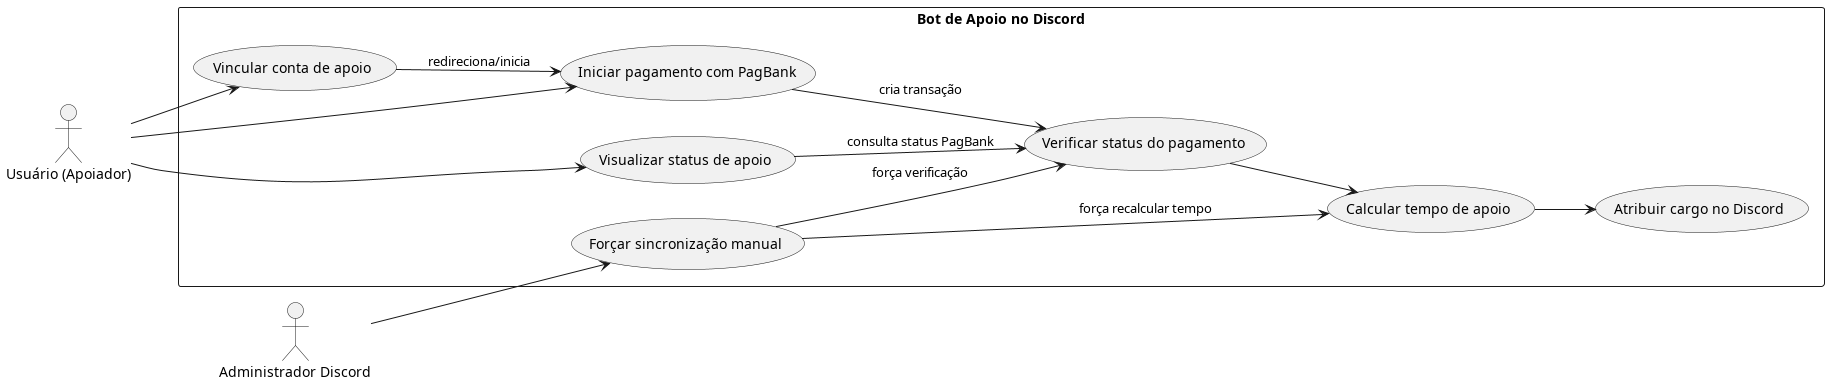 Bot de Apoio no Discord
Vincular conta de apoio
redireciona/inicia
Iniciar pagamento com PagBank
cria transação
Usuário (Apoiador)
Visualizar status de apoio
consulta status PagBank
Verificar status do pagamento
força verificação
Forçar sincronização manual
força recalcular tempo
Calcular tempo de apoio
Atribuir cargo no Discord
Administrador Discord